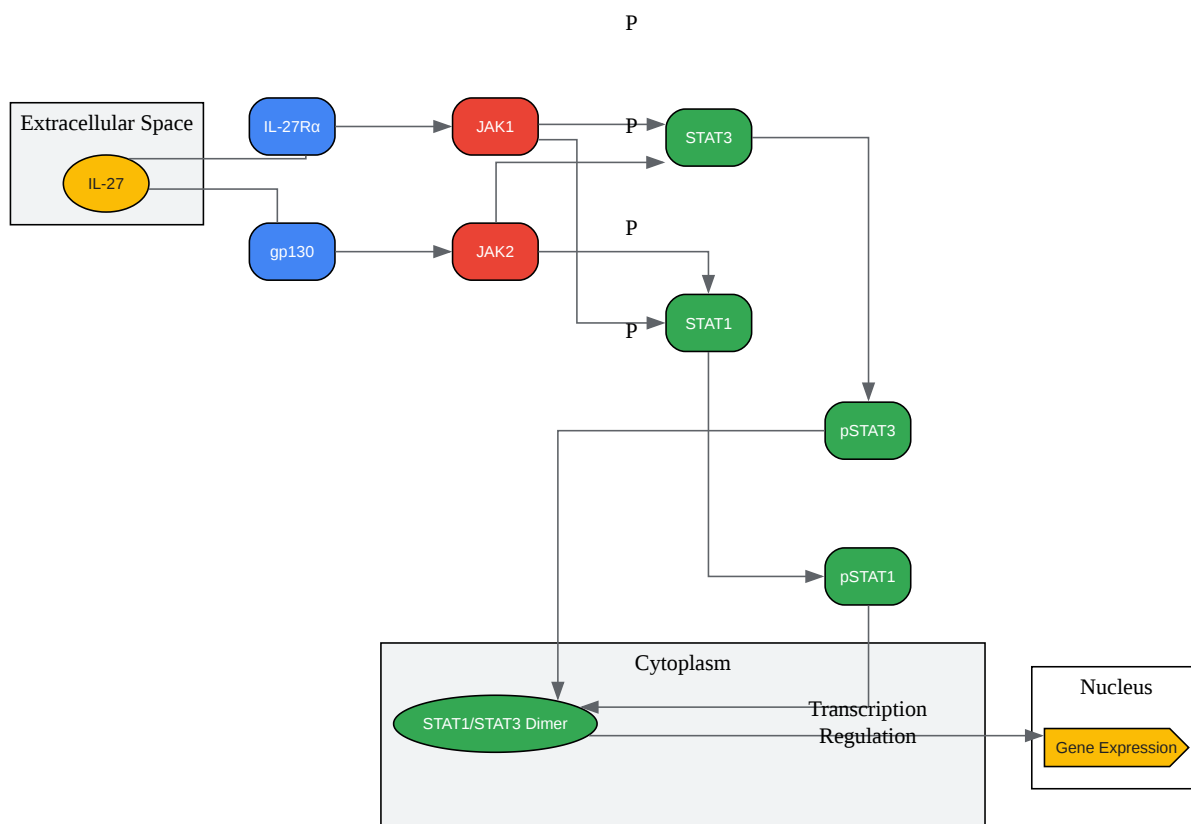 P
Extracellular Space
IL-27Rα
JAK1
P
STAT3
IL-27
P
gp130
JAK2
STAT1
P
pSTAT3
pSTAT1
Cytoplasm
Nucleus
STAT1/STAT3 Dimer
Transcription
Regulation
Gene Expression